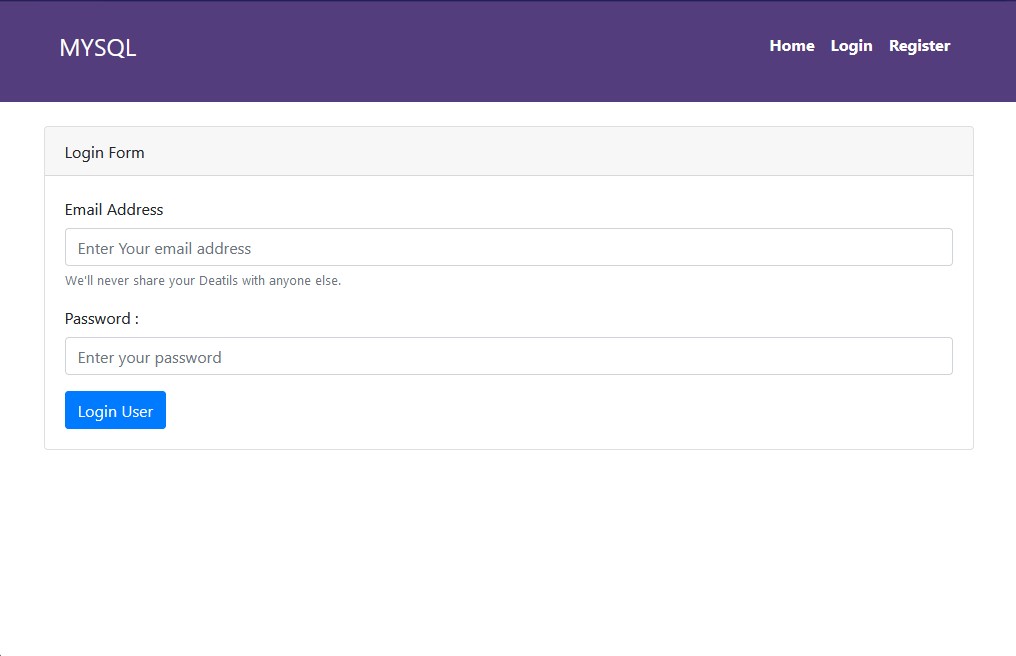 MYSQL
Home Login Register
Login Form
Email Address
Enter Your email address
We'll never share your Deatils with anyone else.
Password :
Enter your password
Login User